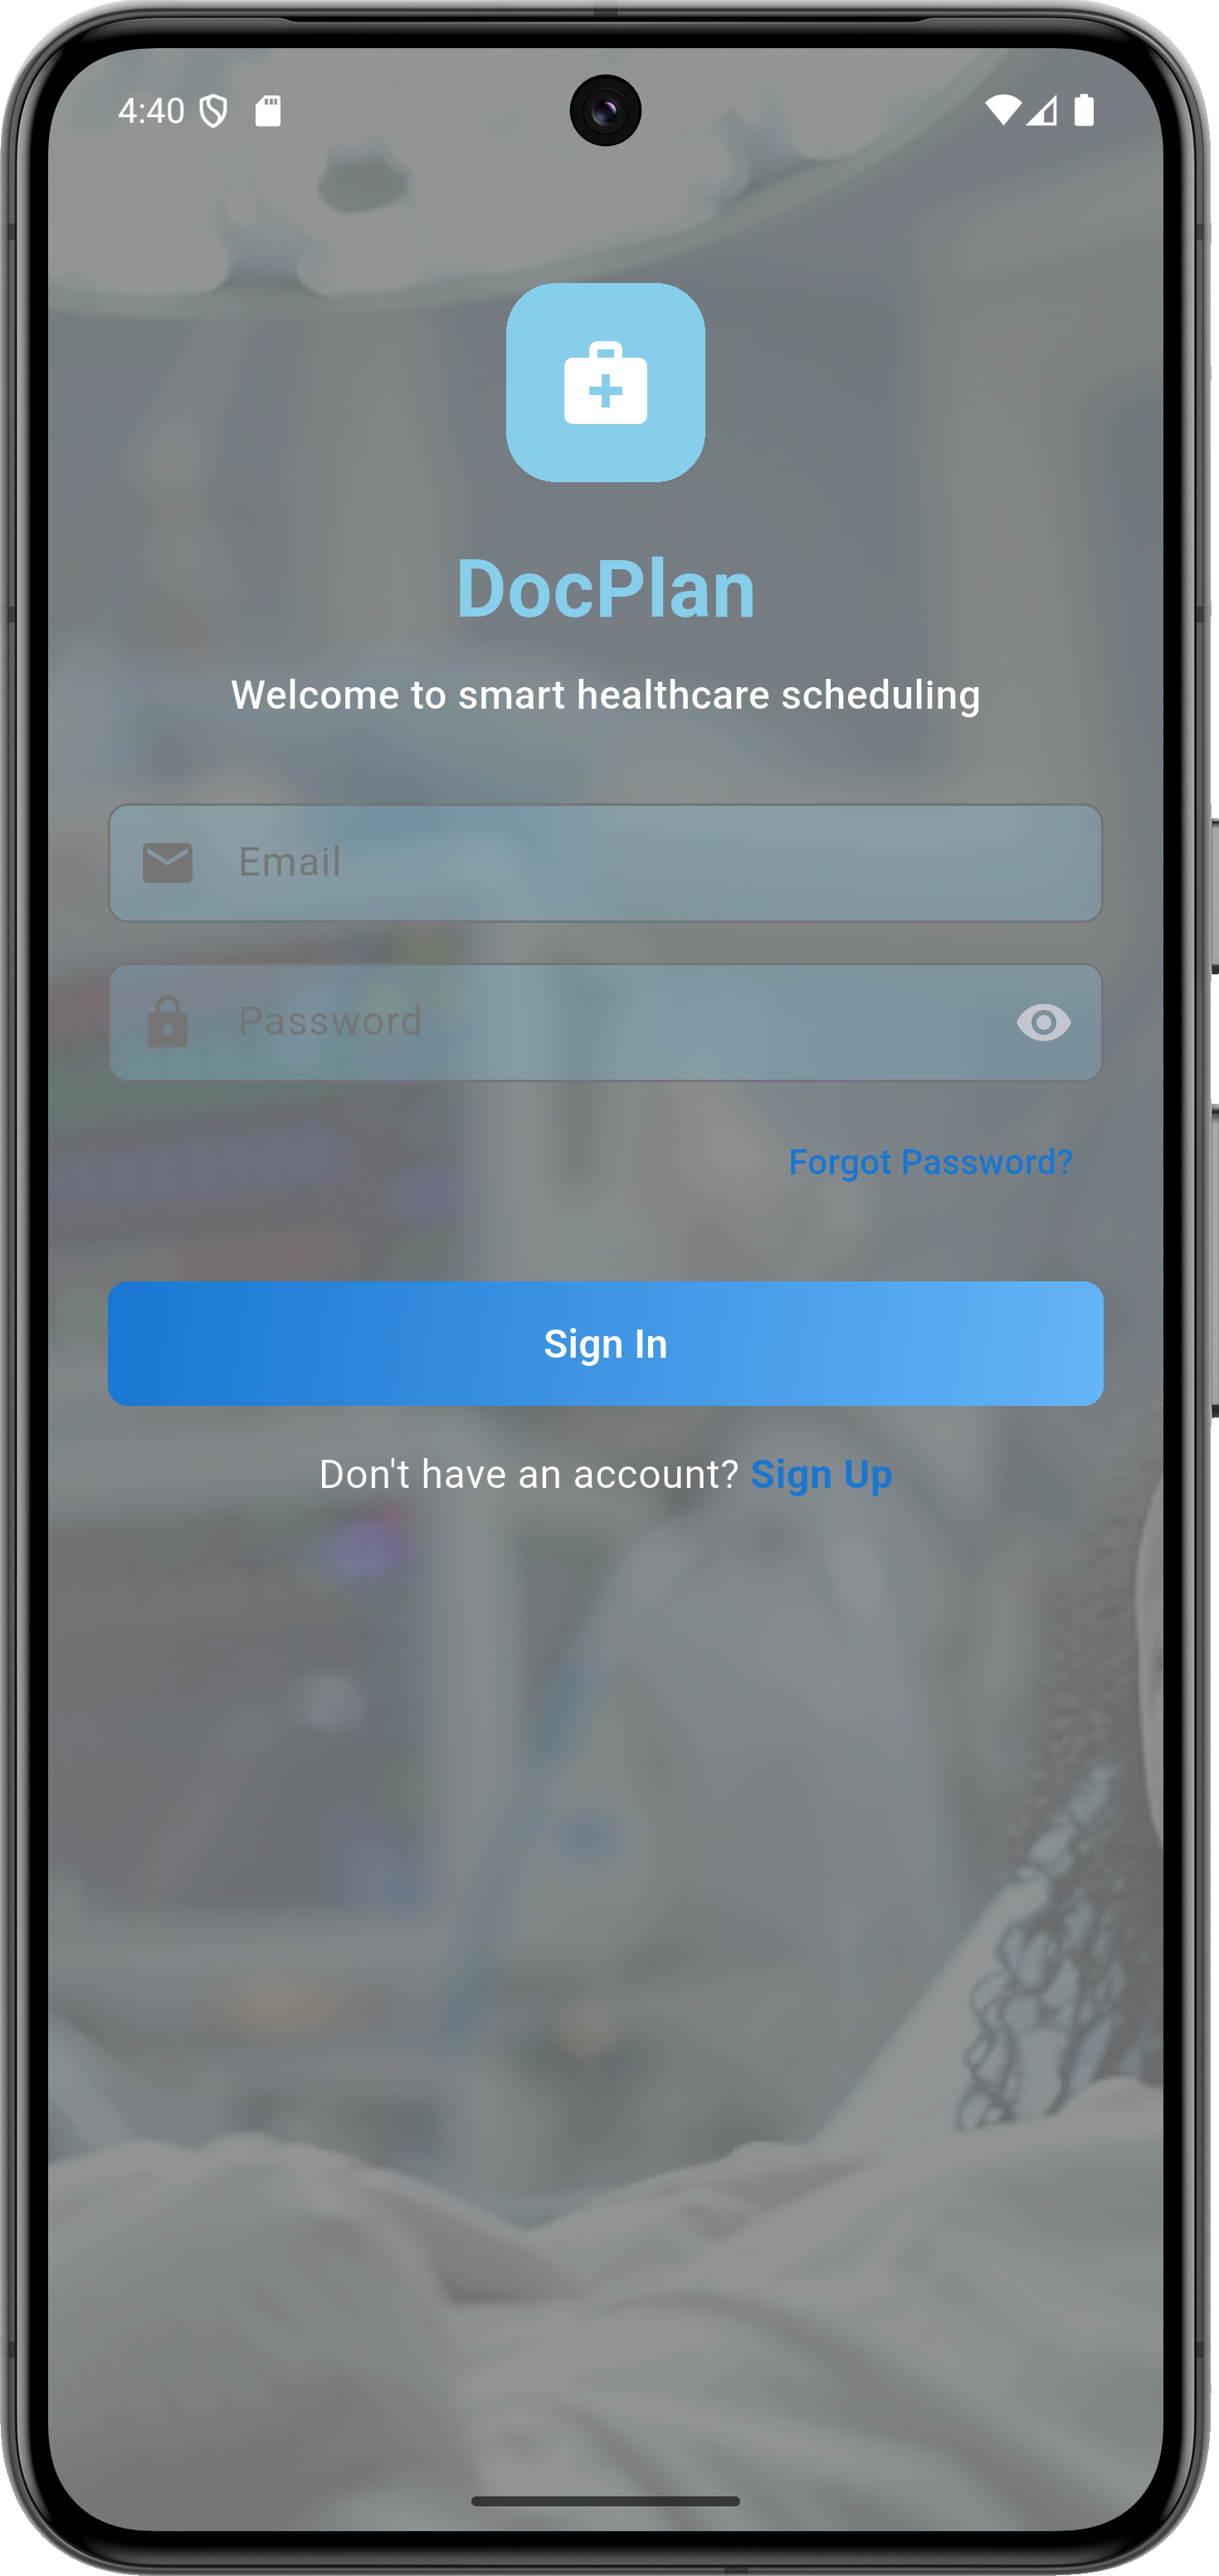 4:40
DocPlan
Welcome to smart healthcare scheduling
Email
Password
Forgot Password?
Sign In
Don't have an account? Sign Up